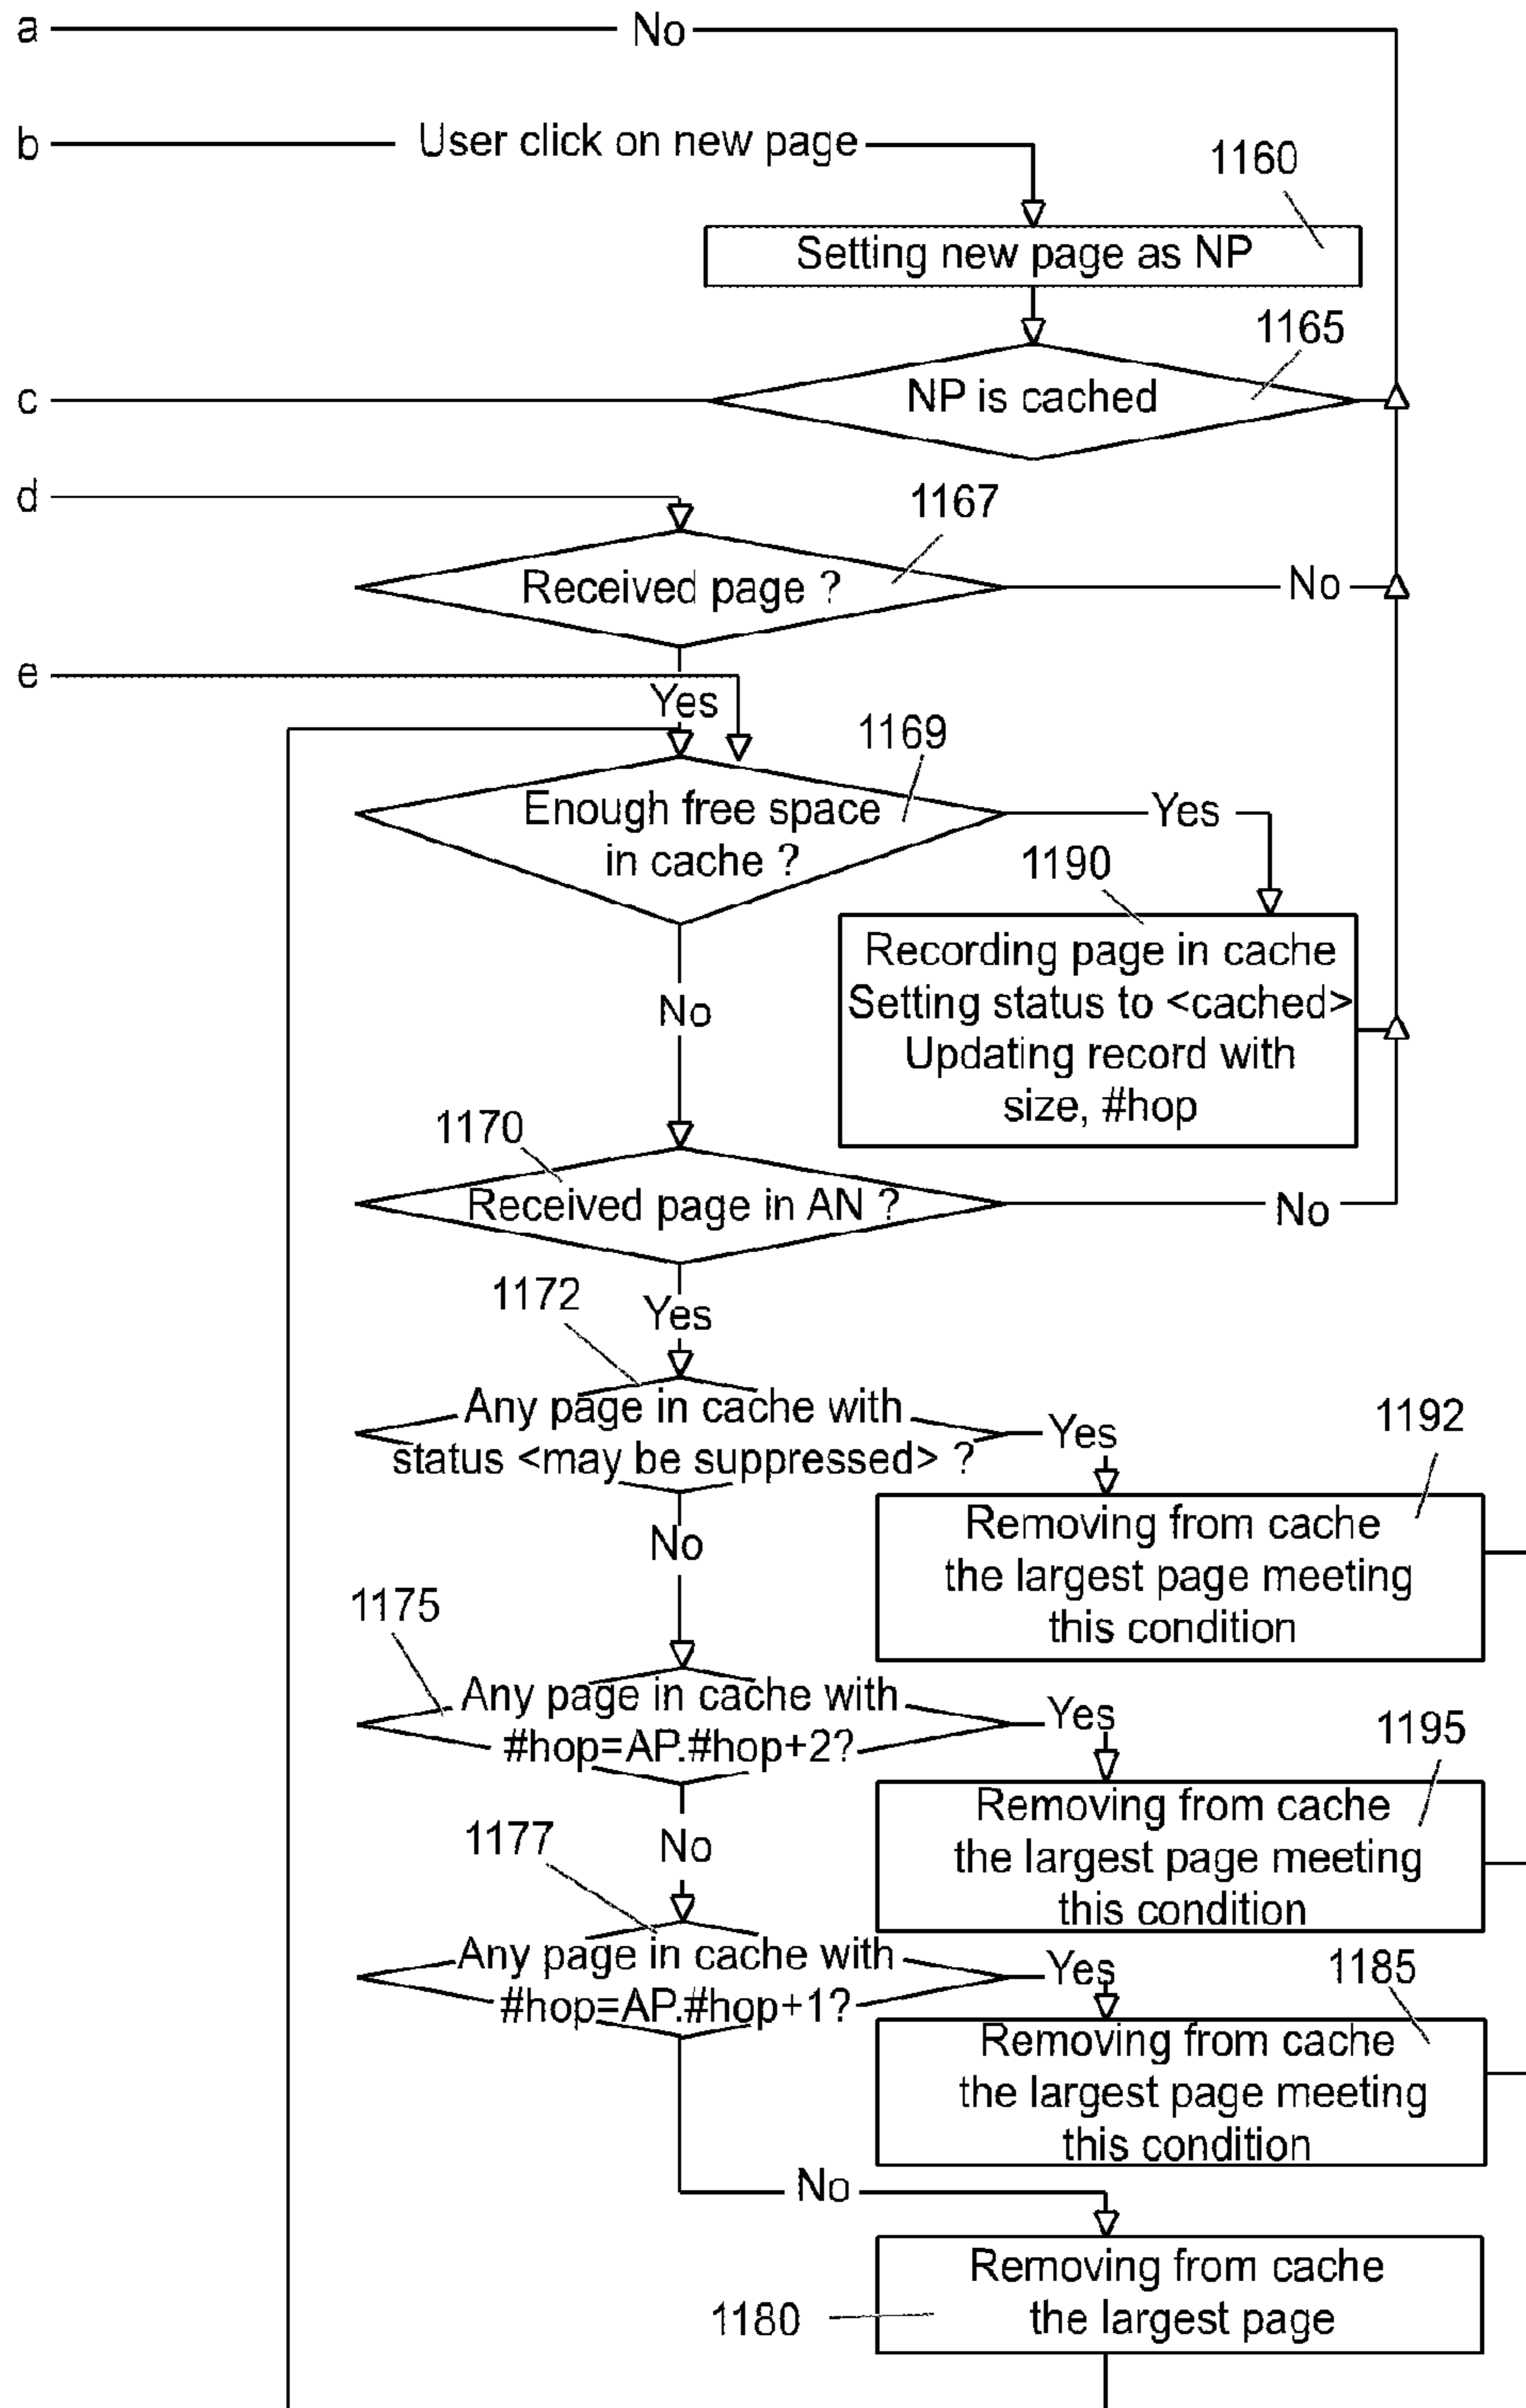 a
No
b
User click on new page
1160
Setting new page as NP
1165
c
NP is cached
d
1167
Received page ?
No
e
Yes
1169
Enough free space
in cache ?
Yes
1190
Recording page in cache
Setting status to <cached>
Updating record with
size, #hop
No
1170
Received page in AN ?
No
1172
Yes
Any page in cache with
status <may be suppressed> ?
Yes
1192
Removing from cache
the largest page meeting
this condition
No
1175
Any page in cache with
#hop=AP.#hop+2?
Yes
1195
Removing from cache
the largest page meeting
this condition
No
1177
Any page in cache with
#hop=AP.#hop+1?
Yes
1185
Removing from cache
the largest page meeting
this condition
No
Removing from cache
the largest page
1180